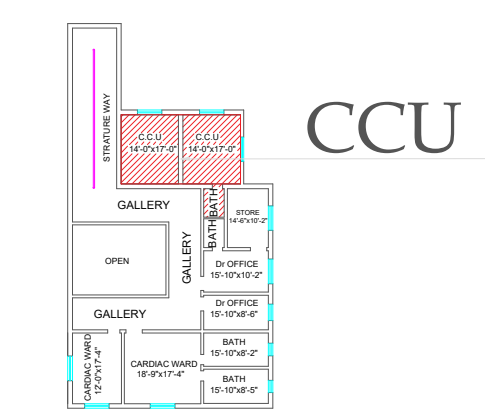 CCU
STRATURE WAY
C.C.U
14'-0"x17'-0"
C.C.U
14'-0"x17'-0"
GALLERY
BATH
BATH
STORE
14'-6"x10'-2"
GALLERY
OPEN
Dr OFFICE
15'-10"x10'-2"
GALLERY
Dr OFFICE
15'-10"x8'-6"
CARDIAC WARD
12'-0"x17'-4"
CARDIAC WARD
18'-9"x17'-4"
BATH
15'-10"x8'-2"
BATH
15'-10"x8'-5"